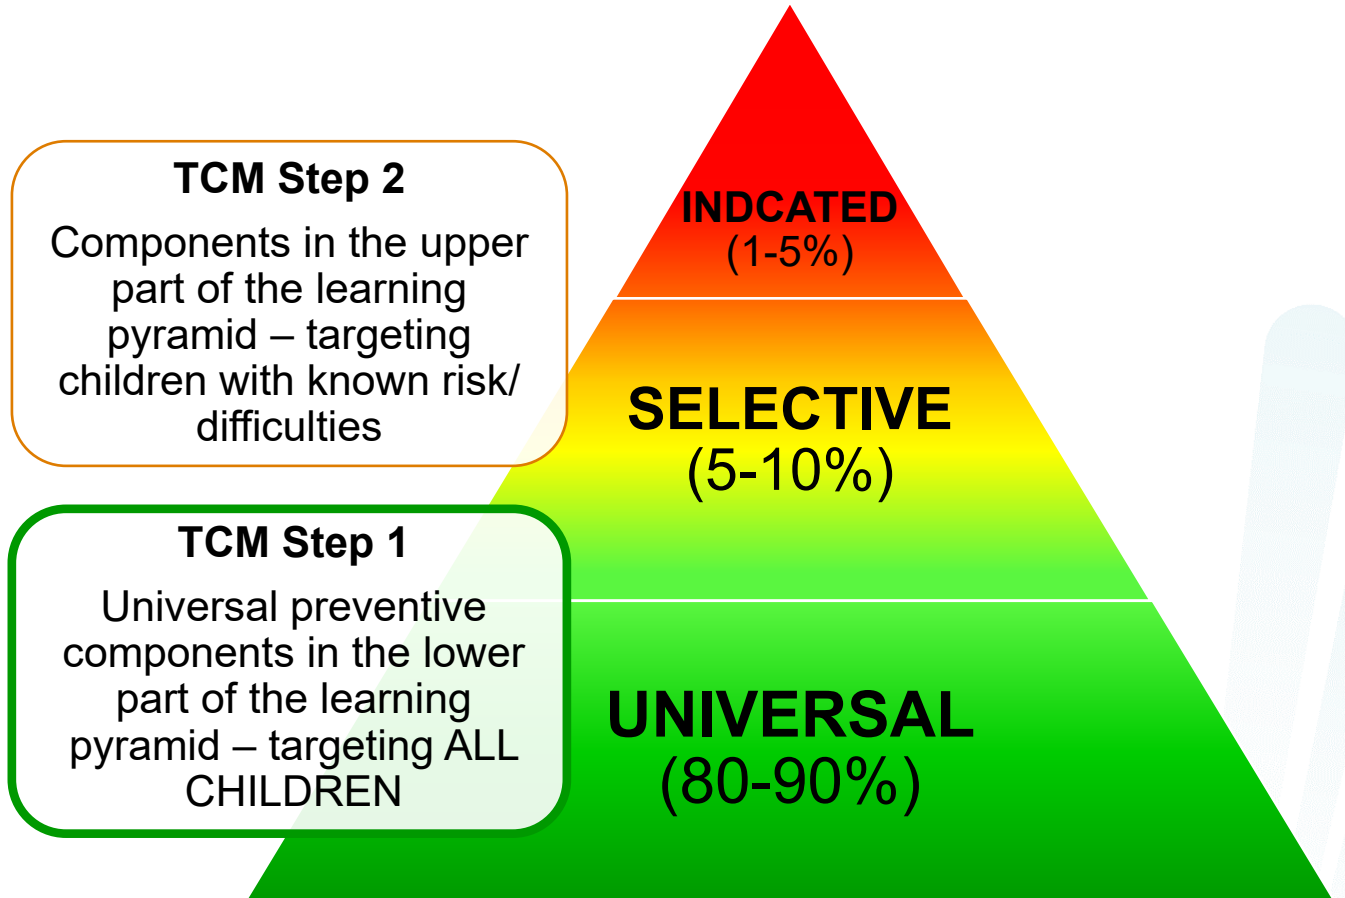 TCM Step 2
Components in the upper
part of the learning
pyramid – targeting
children with known risk/
difficulties
TCM Step 1
Universal preventive
components in the lower
part of the learning
pyramid – targeting ALL
CHILDREN
INDCATED
(1-5%)
SELECTIVE
(5-10%)
UNIVERSAL
(80-90%)